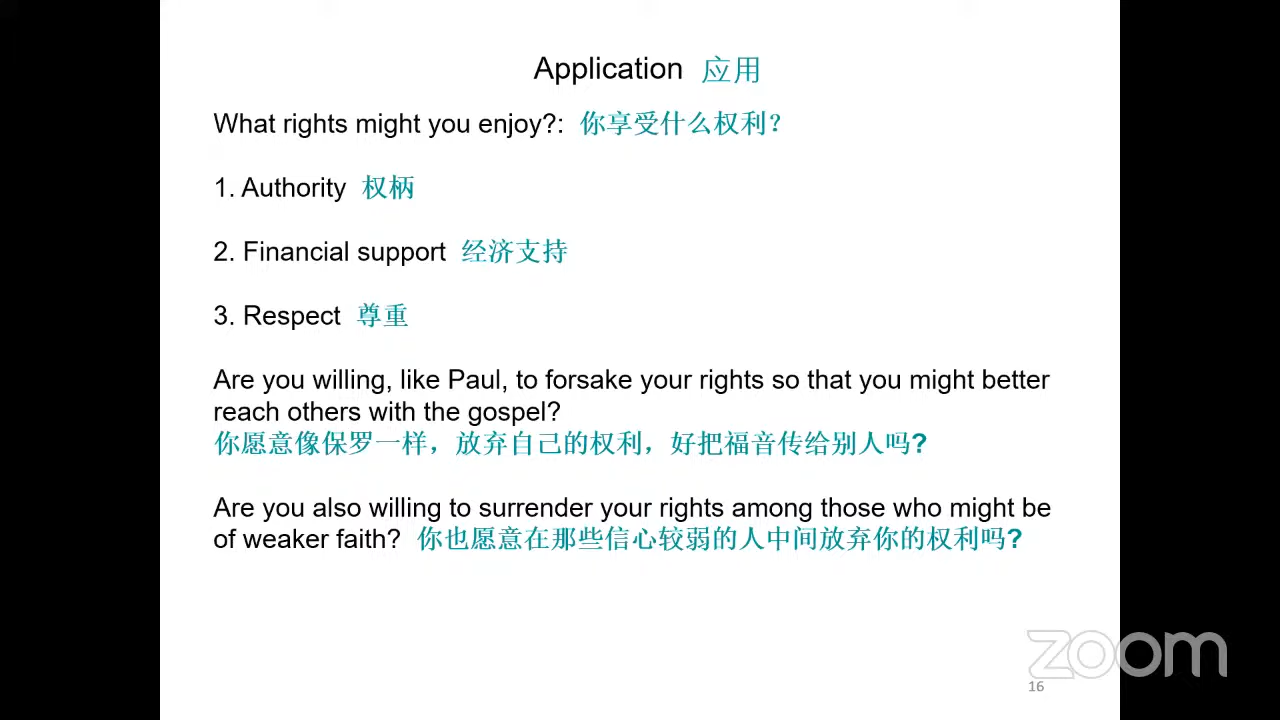 Application 应用
What rights might you enjoy?: 你享受什么权利?
1. Authority 权柄
2. Financial support 经济支持
3. Respect 尊重
Are you willing, like Paul, to forsake your rights so that you might better
reach others with the gospel?
你愿意像保罗一样，放弃自己的权利，好把福音传给别人吗?
Are you also willing to surrender your rights among those who might be
of weaker faith? 你也愿意在那些信心较弱的人中间放弃你的权利吗?
zoom
16